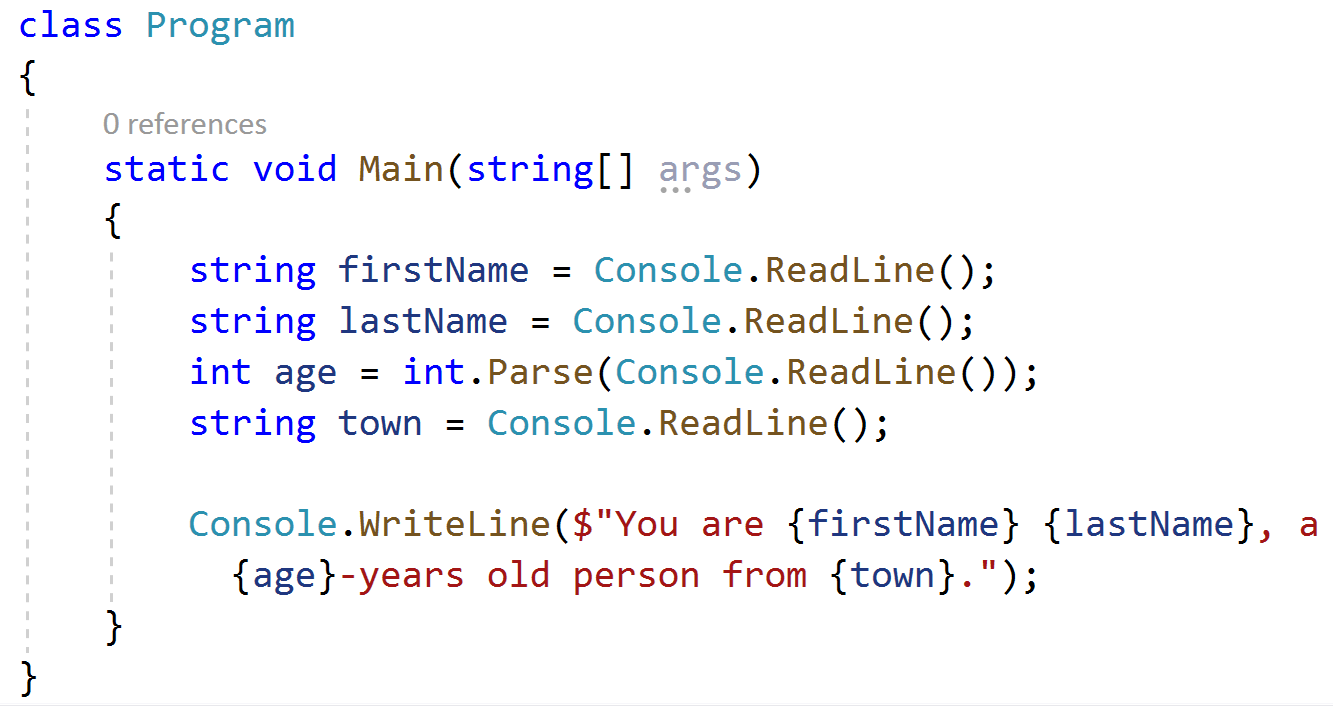 class Program
{
0 references
static void Main(string[] args)
{
string firstName = Console.ReadLine();
string lastName = Console.ReadLine();
int age = int.Parse(Console.ReadLine());
string town = Console.ReadLine();
Console.WriteLine($"You are {firstName} {lastName}, a
{age}-years old person from {town}.");
}
}